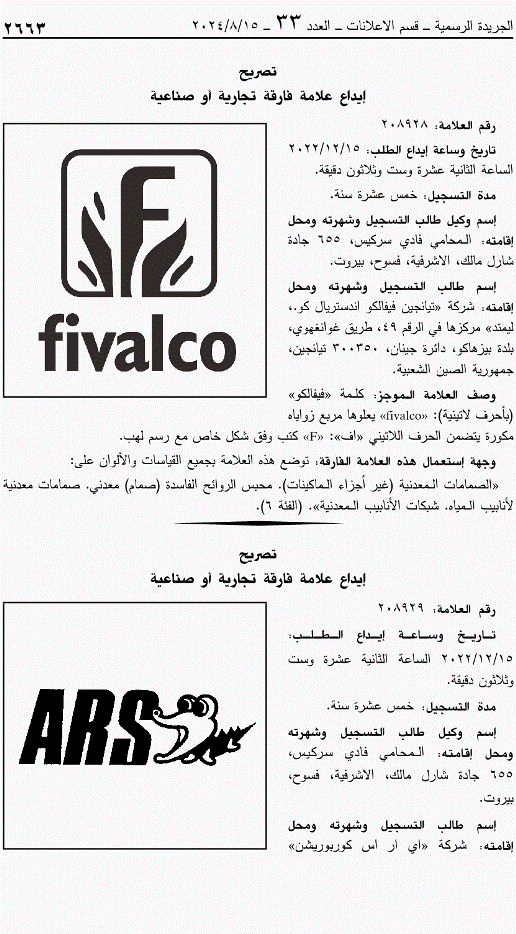 الجريدة الرسمية ــ قسم الاعلانات ــ العدد ٣٣ ــ ٢٠٢٤/٨/١٥
٢٦٦٣
تصريح
إيداع علامة فارقة تجارية أو صناعية
رقم العلامة: ٢٠٨٩٢٨
تاريخ وساعة إيداع الطلب: ٢٠٢٢/١٢/١٥
الساعة الثانية عشرة وست وثلاثون دقيقة.
مدة التسجيل: خمس عشرة سنة.
إسم وكيل طالب التسجيل وشهرته ومحل
إقامته: المحامي فادي سركيس، ٦٥٥ جادة
شارل مالك، الاشرفية، فسوح، بيروت.
إسم طالب التسجيل وشهرته ومحل
إقامته: شركة «تيانجين فيفالكو اندستريال كو.،
ليمتد» مركزها في الرقم ٤٩، طريق غوانغهوي،
بلدة بيزهاكو، دائرة جينان، ٣٠٠٣٥٠ تيانجين،
جمهورية الصين الشعبية.
وصف العلامة الموجز: كلمة «فيفالكو»
(بأحرف لاتينية): «fivalco» يعلوها مربع زواياه
مكورة يتضمن الحرف اللاتيني «اف»: «F» كتب وفق شكل خاص مع رسم لهب.
F
fivalco
وجهة إستعمال هذه العلامة الفارقة: توضع هذه العلامة بجميع القياسات والألوان على:
«الصمامات المعدنية (غير أجزاء الماكينات). محبس الروائح الفاسدة (صمام) معدني. صمامات معدنية
لأنابيب المياه. شبكات الأنابيب المعدنية». (الفئة ٦).
تصريح
إيداع علامة فارقة تجارية أو صناعية
رقم العلامة: ٢٠٨٩٢٩
تاريخ وساعة إيداع الطلب:
٢٠٢٢/١٢/١٥ الساعة الثانية عشرة وست
وثلاثون دقيقة.
مدة التسجيل: خمس عشرة سنة.
إسم وكيل طالب التسجيل وشهرته
ومحل إقامته: المحامي فادي سركيس،
٦٥٥ جادة شارل مالك، الاشرفية، فسوح،
بيروت.
إسم طالب التسجيل وشهرته ومحل
إقامته: شركة «اي ار اس كوربوريشن»
ARS